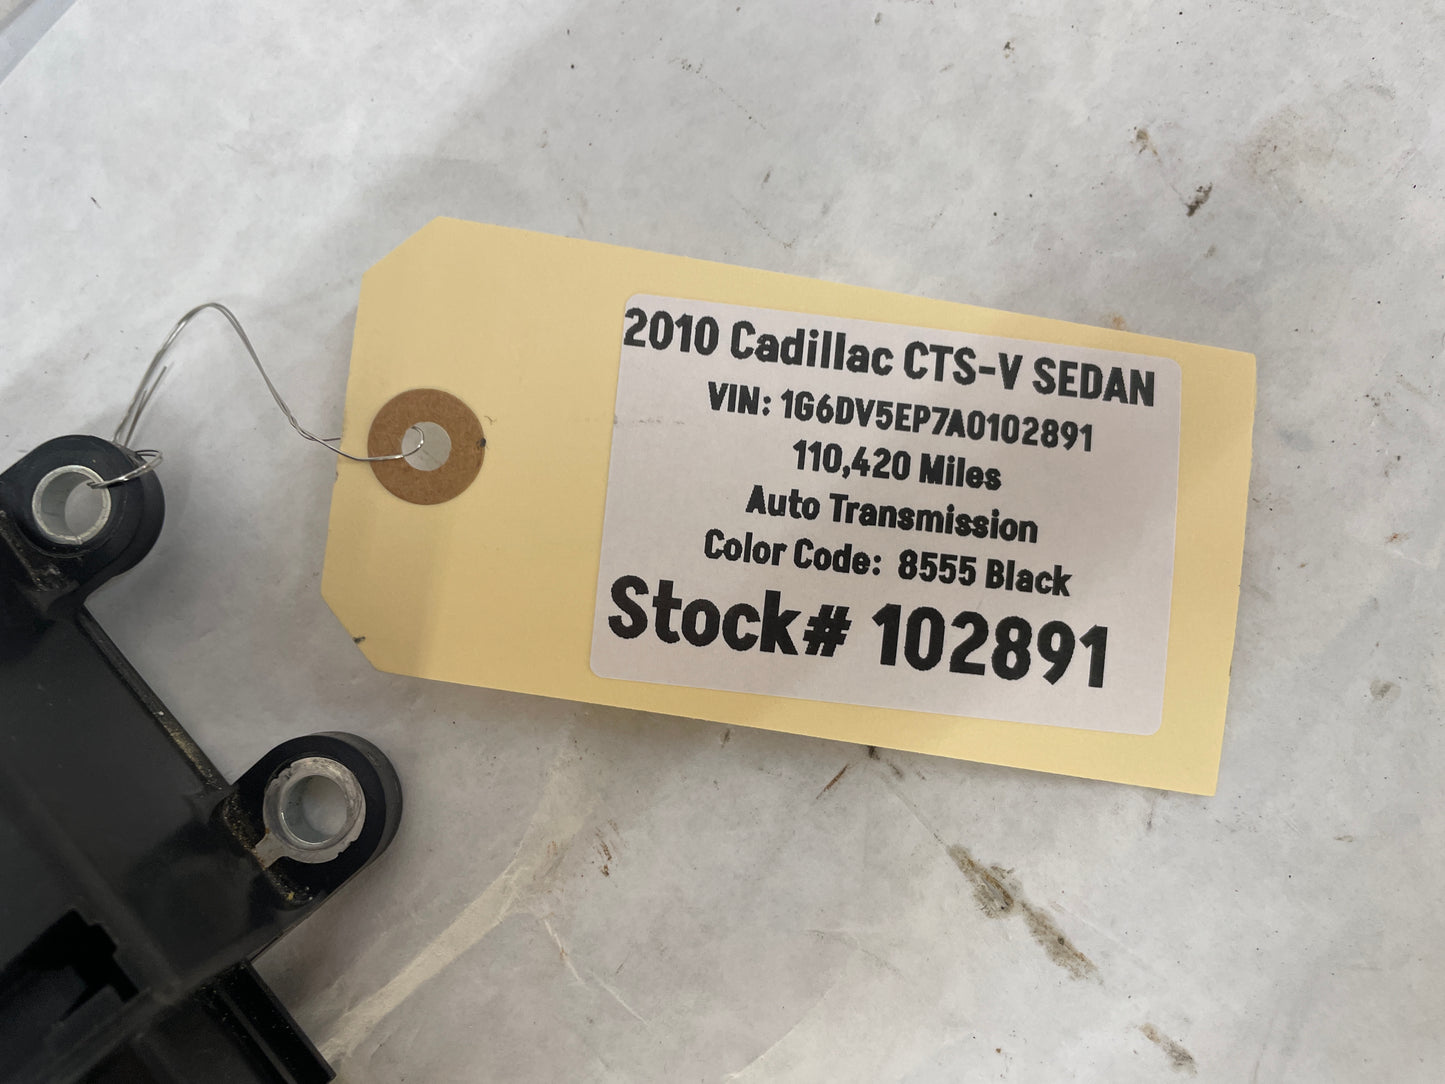 2010 Cadillac CTS-V SEDAN
VIN: 1G6DV5EP7A0102891
110,420 Miles
Auto Transmission
Color Code: 8555 Black
Stock# 102891